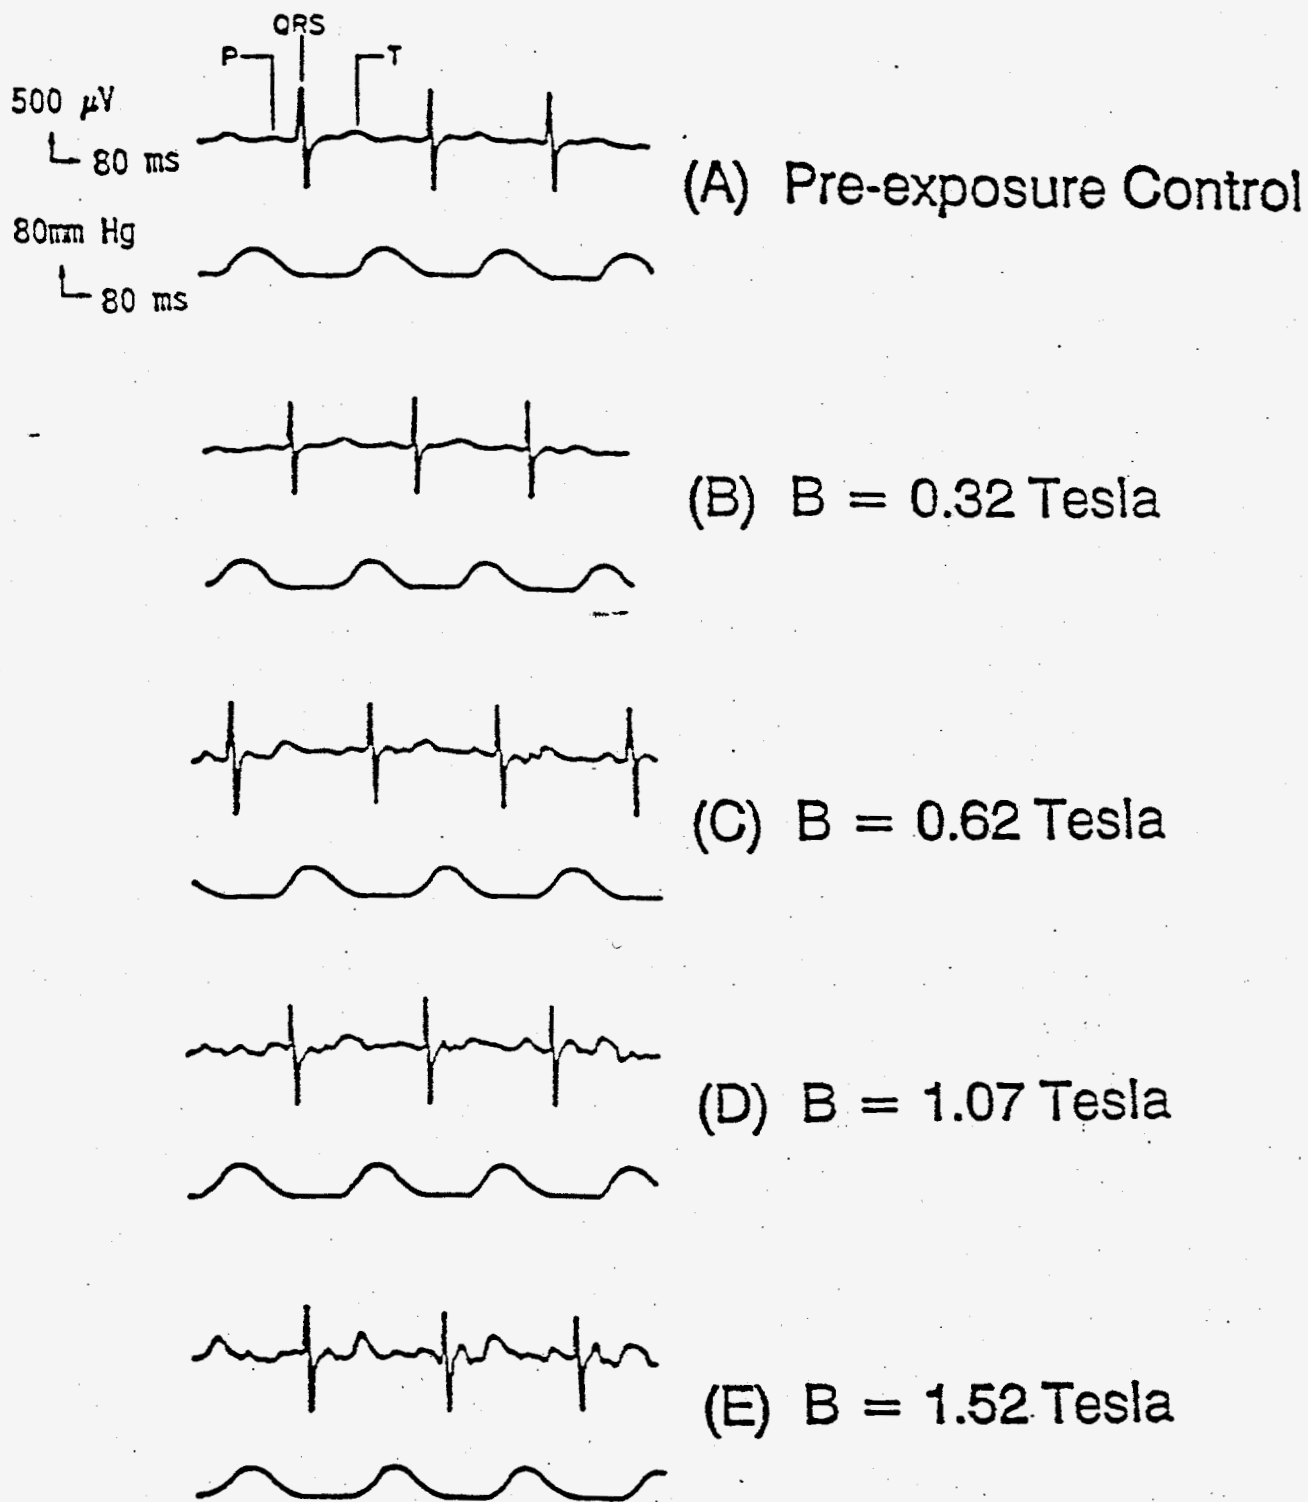 QRS
P
T
500 μV
80 ms
(A) Pre-exposure Control
80mm Hg
80 ms
(B) B = 0.32 Tesla
(C) B = 0.62 Tesla
(D) B = 1.07 Tesla
(E) B = 1.52 Tesla